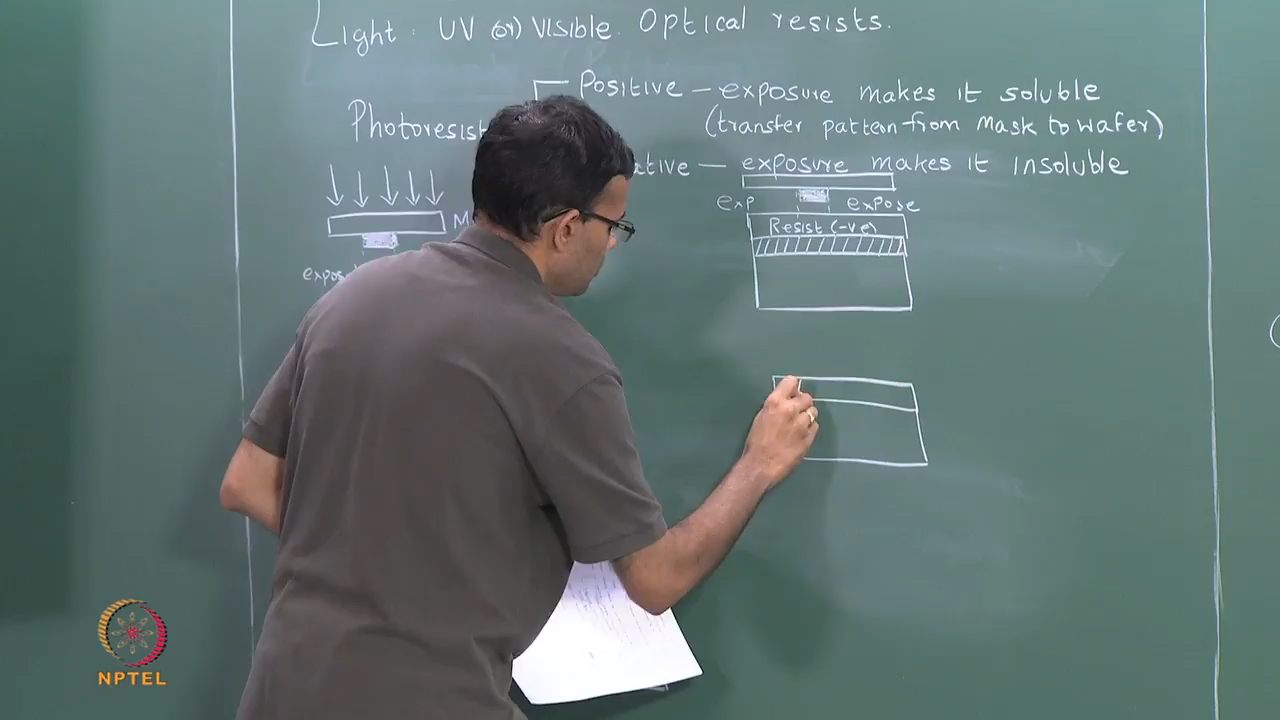 Light: UV (or) Visible. Optical resists.
Positive — exposure makes it soluble
Photoresist
(transfer pattern from Mask to Wafer)
ative — exposure makes it insoluble
M
exp expose
Resist (-ve)
expos
NPTEL